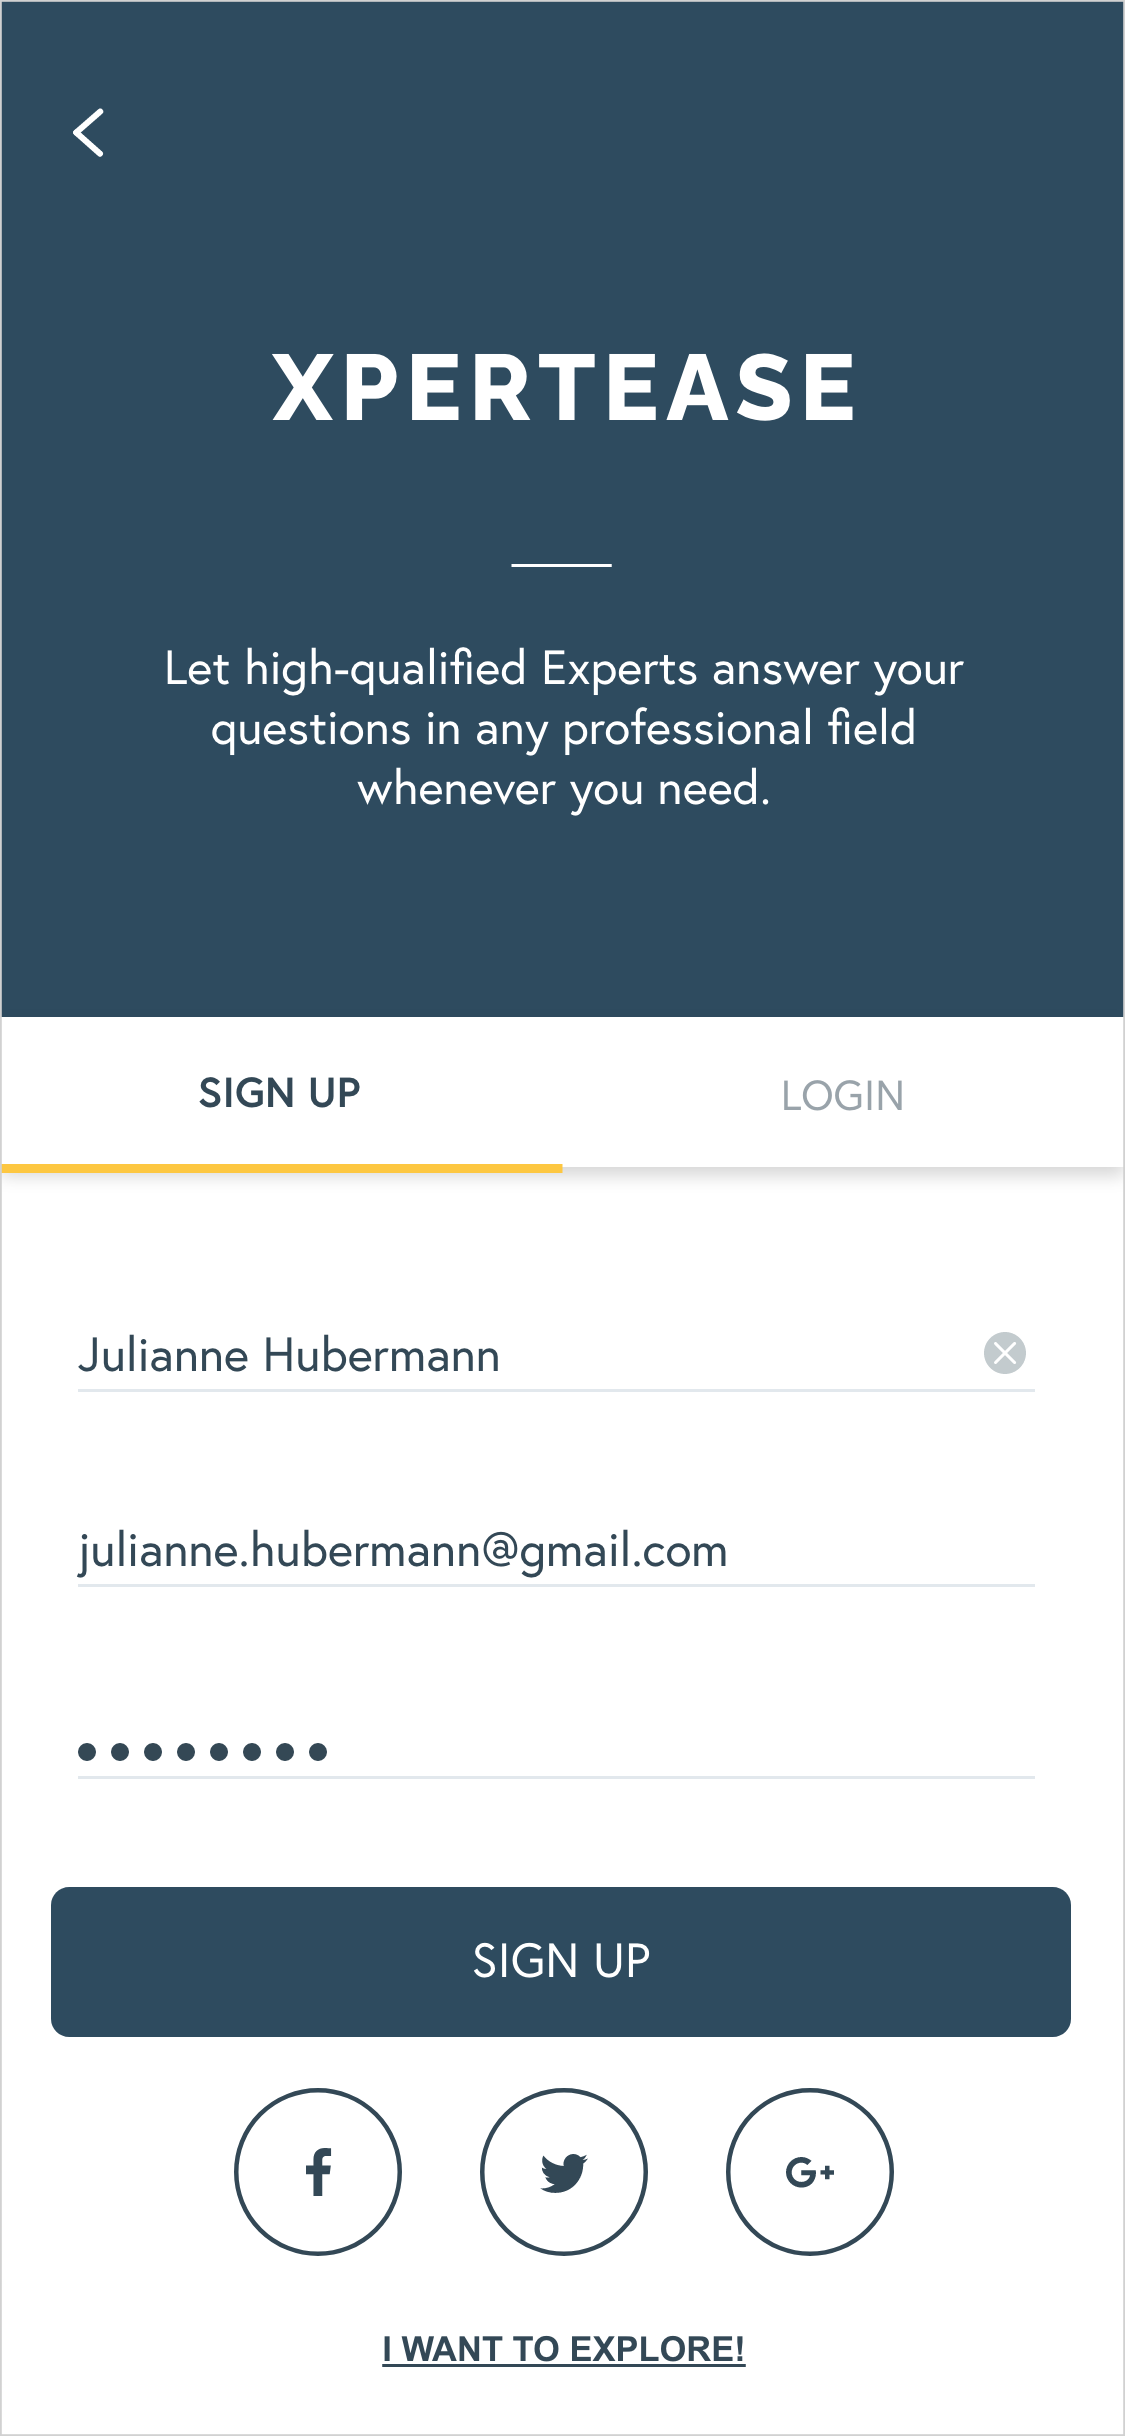 XPERTEASE
Let high-qualified Experts answer your
questions in any professional field
whenever you need.
SIGN UP
LOGIN
Julianne Hubermann
julianne.hubermann@gmail.com
••••••••
SIGN UP
f
G+
I WANT TO EXPLORE!